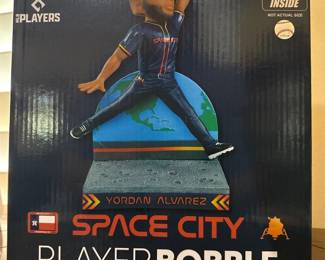 PLAYERS
INSIDE
NOT ACTUAL SIZE
YORDAN ALVAREZ
SPACE CITY
PLAYER BOBBLE